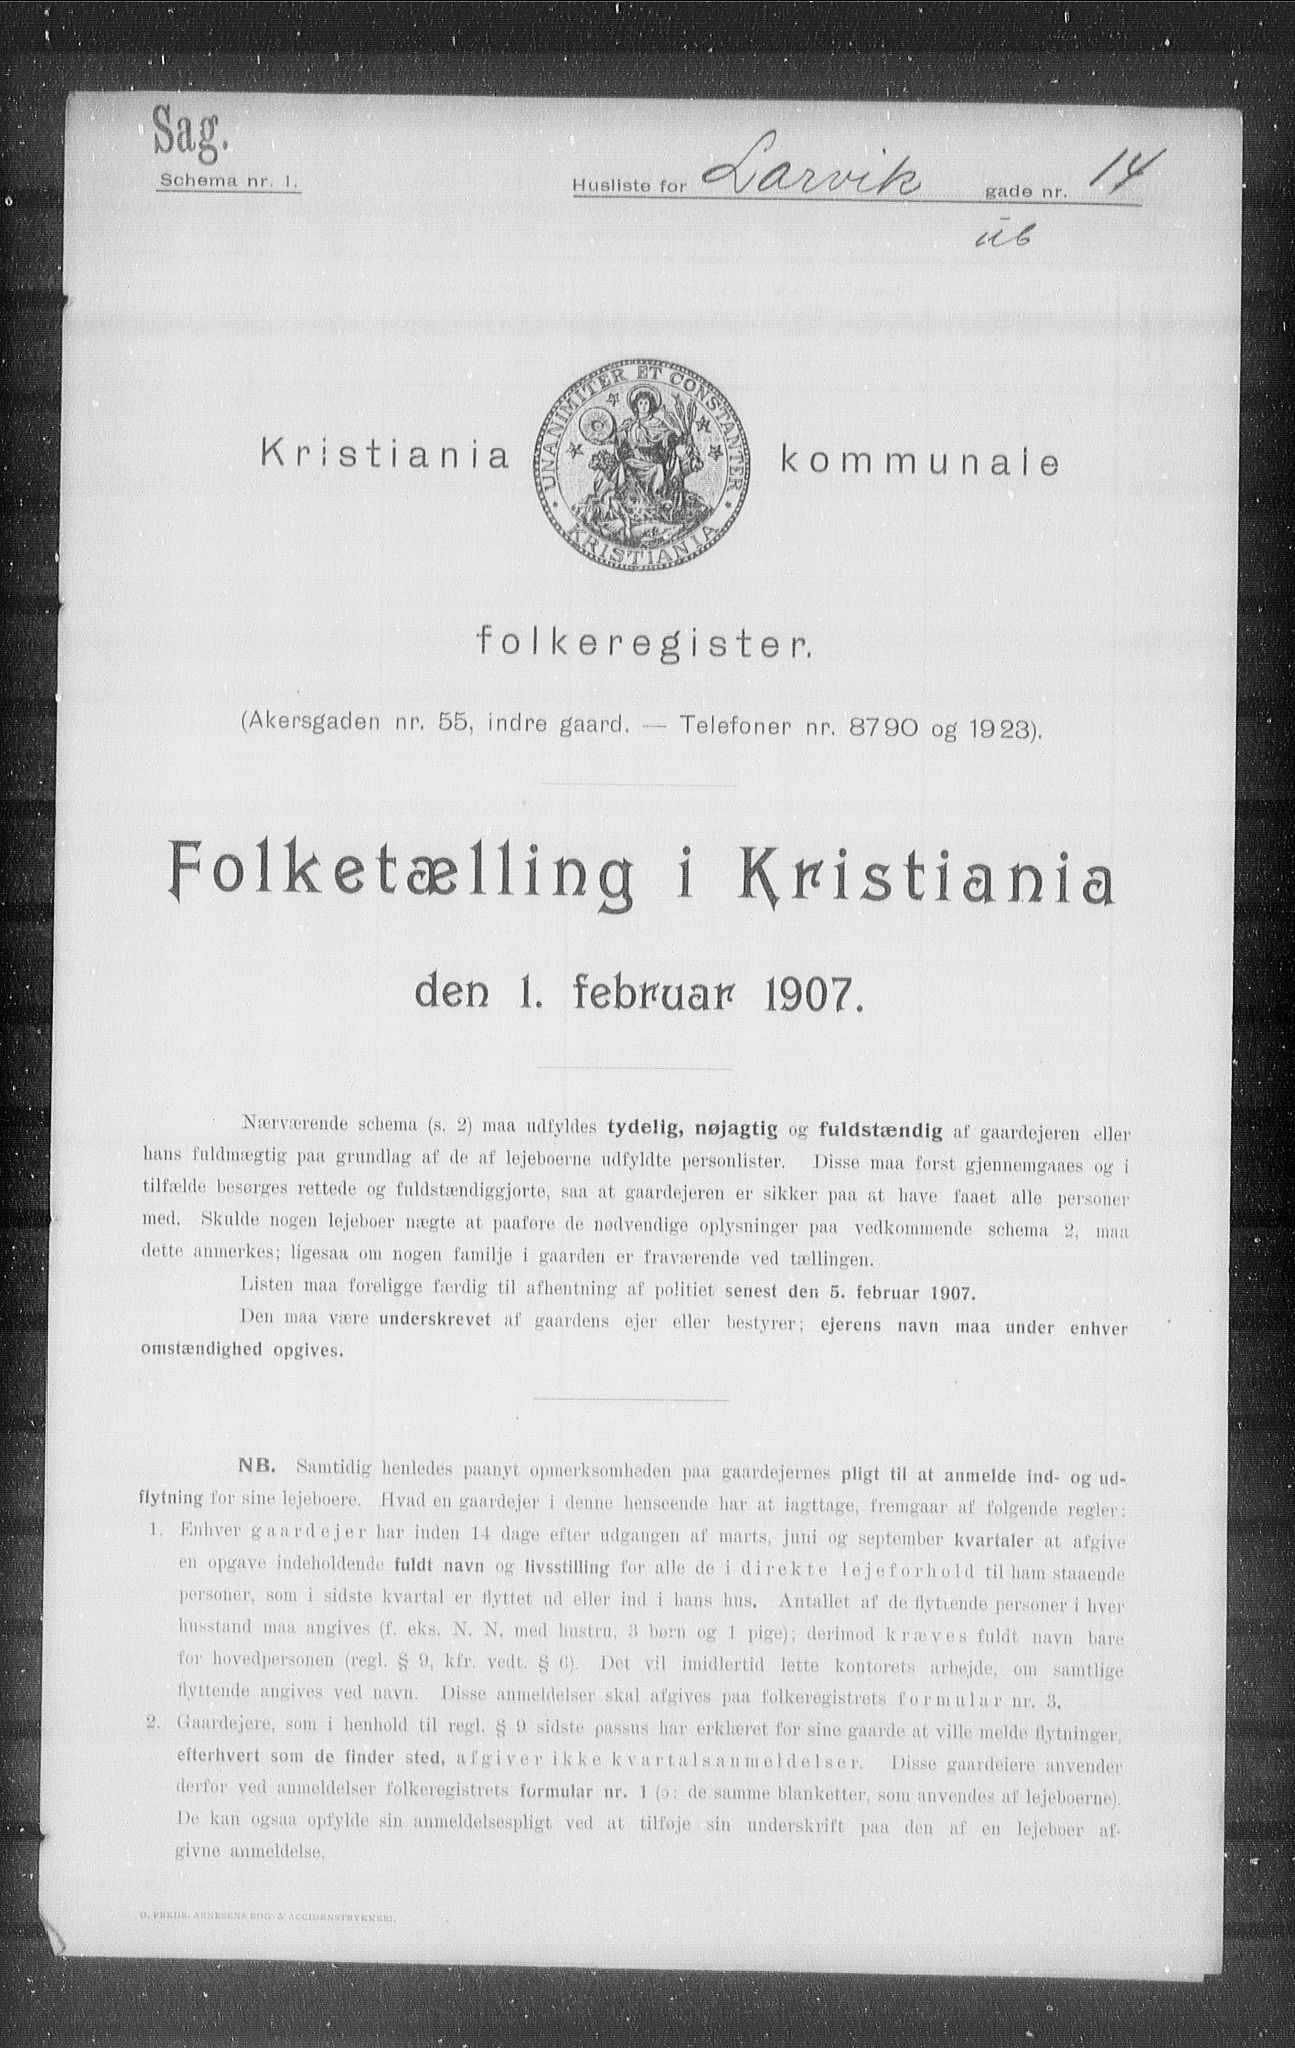 Sag.
Schema nr. 1.
Husliste for Larvik gade nr. 14
ub
UNANIMITER ET CONSTANTER
KRISTIANIA
Kristiania kommunale
folkeregister.
(Akersgaden nr. 55, indre gaard. — Telefoner nr. 8790 og 1923).
Folketælling i Kristiania
den 1. februar 1907.
Nærværende schema (s. 2) maa udfyldes tydelig, nøjagtig og fuldstændig af gaardejeren eller
hans fuldmægtig paa grundlag af de af lejeboerne udfyldte personlister. Disse maa først gjennemgaaes og i
tilfælde besørges rettede og fuldstændiggjorte, saa at gaardejeren er sikker paa at have faaet alle personer
med. Skulde nogen lejeboer nægte at paaføre de nødvendige oplysninger paa vedkommende schema 2, maa
dette anmerkes; ligesaa om nogen familje i gaarden er fraværende ved tællingen.
Listen maa foreligge færdig til afhentning af politiet senest den 5. februar 1907.
Den maa være underskrevet af gaardens ejer eller bestyrer; ejerens navn maa under enhver
omstændighed opgives.
NB. Samtidig henledes paanyt opmerksomheden paa gaardejernes pligt til at anmelde ind- og ud-
flytning for sine lejeboere. Hvad en gaardejer i denne henseende har at iagttage, fremgaar af følgende regler:
1. Enhver gaardejer har inden 14 dage efter udgangen af marts, juni og september kvartaler at afgive
en opgave indeholdende fuldt navn og livsstilling for alle de i direkte lejeforhold til ham staaende
personer, som i sidste kvartal er flyttet ud eller ind i hans hus. Antallet af de flyttende personer i hver
husstand maa angives (f. eks. N. N. med hustru, 3 børn og 1 pige); derimod kræves fuldt navn bare
for hovedpersonen (regl. § 9, kfr. vedt. § 6). Det vil imidlertid lette kontorets arbejde, om samtlige
flyttende angives ved navn. Disse anmeldelser skal afgives paa folkeregistrets formular nr. 3.
2. Gaardejere, som i henhold til regl. § 9 sidste passus har erklæret for sine gaarde at ville melde flytninger,
efterhvert som de finder sted, afgiver ikke kvartalsanmeldelser. Disse gaardeiere anvender
derfor ved anmeldelser folkeregistrets formular nr. 1 (ɔ: de samme blanketter, som anvendes af lejeboerne).
De kan ogsaa opfylde sin anmeldelsespligt ved at tilføje sin underskrift paa den af en lejeboer af-
givne anmeldelse.
O. FREDR. ARNESENS BOG- & ACCIDENSTRYKKERI.